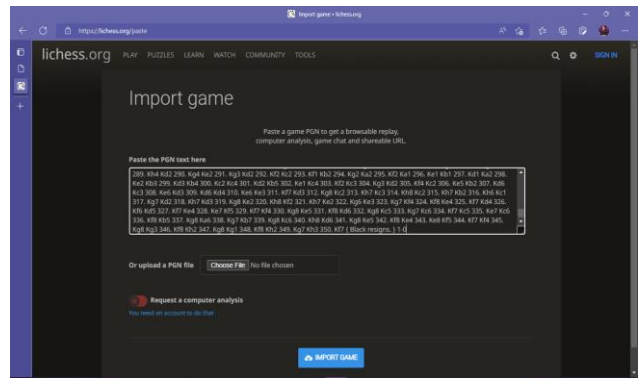 Import game • lichess.org
https://lichess.org/paste
lichess.org PLAY PUZZLES LEARN WATCH COMMUNITY TOOLS SIGN IN
Import game
Paste a game PGN to get a browsable replay,
computer analysis, game chat and shareable URL.
Paste the PGN text here
289. Kh4 Kd2 290. Kg4 Ke2 291. Kg3 Kd2 292. Kf2 Kc2 293. Kf1 Kb2 294. Kg2 Ka2 295. Kf2 Ka1 296. Ke1 Kb1 297. Kd1 Ka2 298.
Ke2 Kb3 299. Kd3 Kb4 300. Kc2 Kc4 301. Kd2 Kb5 302. Ke1 Kc4 303. Kf2 Kc3 304. Kg3 Kd2 305. Kf4 Kc2 306. Ke5 Kb2 307. Kd6
Kc3 308. Ke6 Kd3 309. Kd6 Kd4 310. Ke6 Ke3 311. Kf7 Kd3 312. Kg8 Kc2 313. Kh7 Kc3 314. Kh8 Kc2 315. Kh7 Kb2 316. Kh6 Kc1
317. Kg7 Kd2 318. Kh7 Kd3 319. Kg8 Ke2 320. Kh8 Kf2 321. Kh7 Ke2 322. Kg6 Ke3 323. Kg7 Kf4 324. Kf8 Ke4 325. Kf7 Kd4 326.
Kf6 Kd5 327. Kf7 Ke4 328. Ke7 Kf5 329. Kf7 Kf4 330. Kg8 Ke5 331. Kf8 Kd6 332. Kg8 Kc5 333. Kg7 Kc6 334. Kf7 Kc5 335. Ke7 Kc6
336. Kf8 Kb5 337. Kg8 Ka6 338. Kg7 Kb7 339. Kg8 Kc6 340. Kh8 Kd6 341. Kg8 Ke5 342. Kf8 Ke4 343. Ke8 Kf5 344. Kf7 Kf4 345.
Kg8 Kg3 346. Kf8 Kh2 347. Kg8 Kg1 348. Kf8 Kh2 349. Kg7 Kh3 350. Kf7 { Black resigns. } 1-0
Or upload a PGN file Choose File No file chosen
Request a computer analysis
You need an account to do that
IMPORT GAME